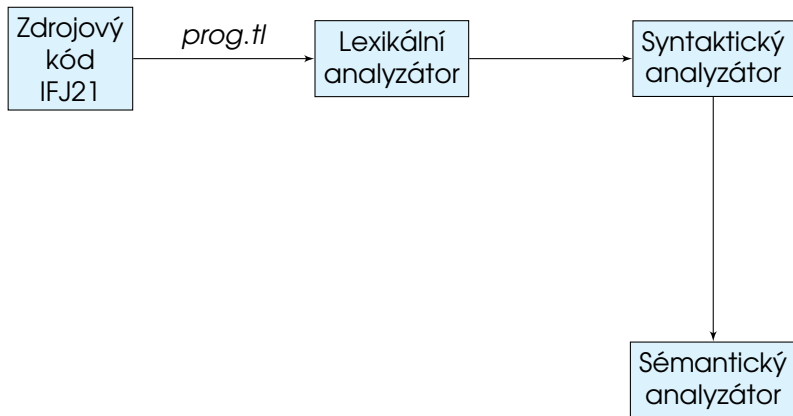 Zdrojový
kód
IFJ21
prog.tl
Lexikální
analyzátor
Syntaktický
analyzátor
Sémantický
analyzátor